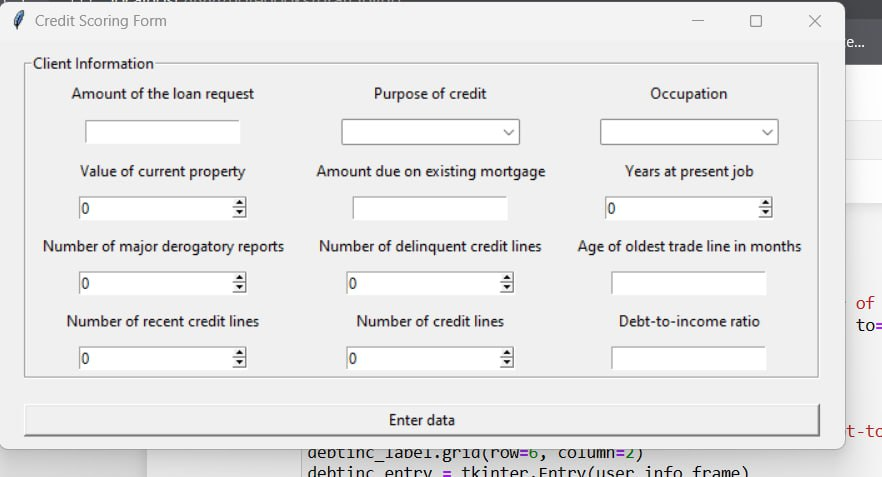 Credit Scoring Form
e...
Client Information
Amount of the loan request Purpose of credit Occupation
Value of current property Amount due on existing mortgage Years at present job
0 0
Number of major derogatory reports Number of delinquent credit lines Age of oldest trade line in months
of
0 0
to=
Number of recent credit lines Number of credit lines Debt-to-income ratio
0 0
Enter data
t-to
debtinc_label.grid(row=6, column=2)
debtinc_entry = tkinter.Entry(user_info_frame)